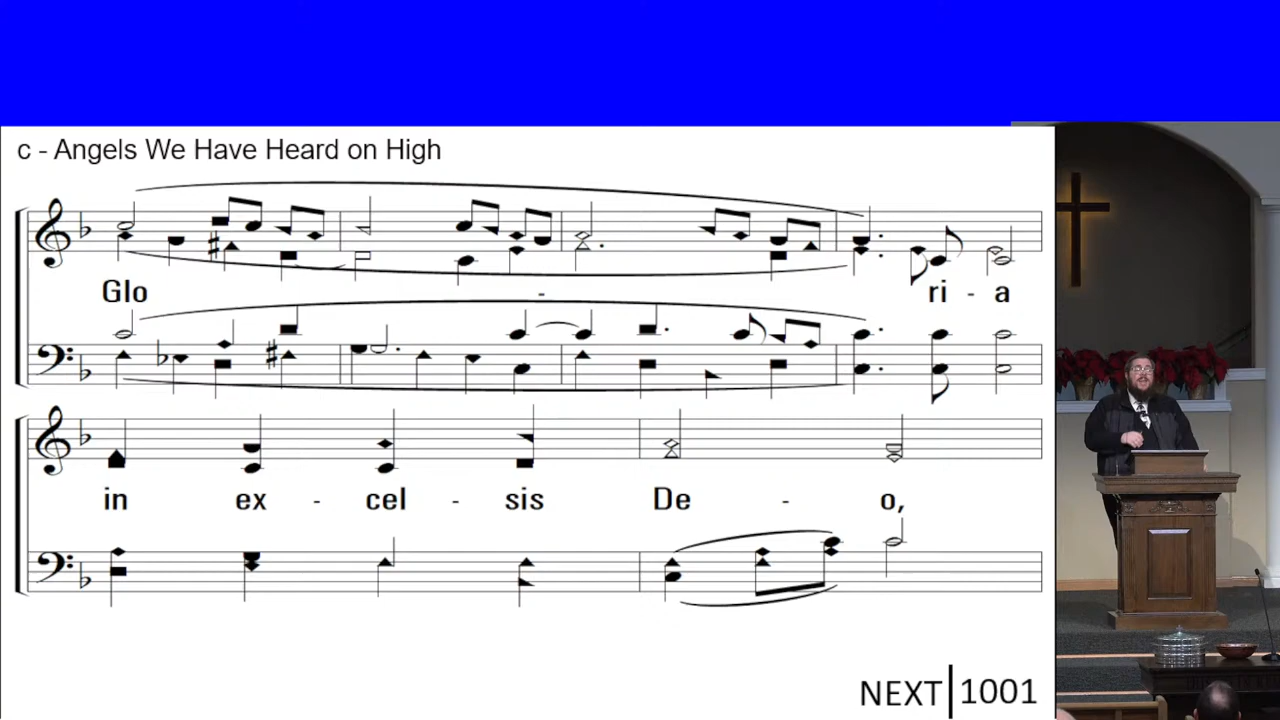 c - Angels We Have Heard on High
Glo - ri - a
in ex - cel - sis De - o,
NEXT 1001